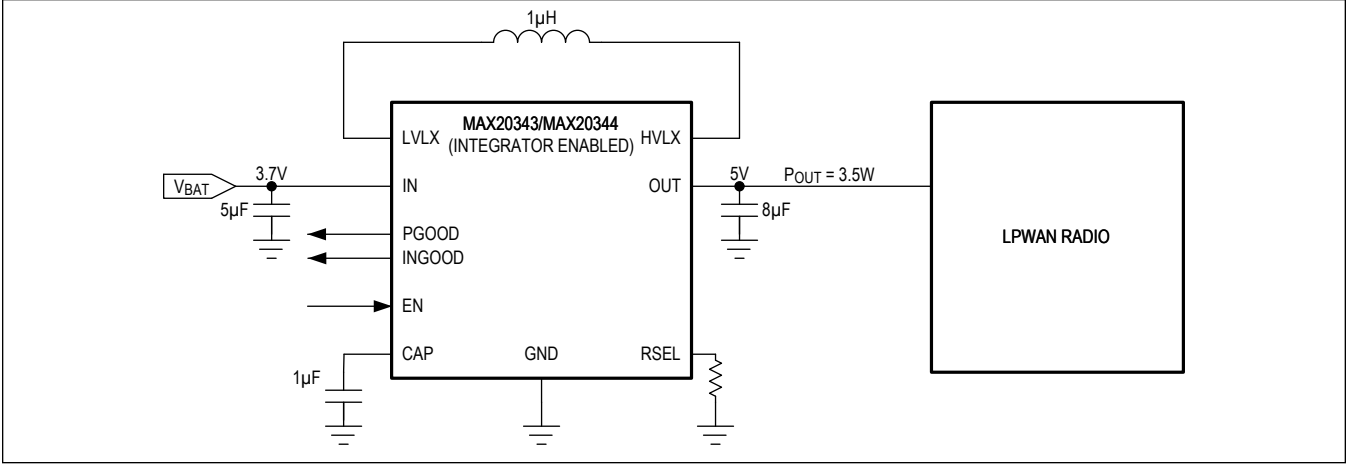 1µH
MAX20343/MAX20344
(INTEGRATOR ENABLED)
LVLX
HVLX
VBAT
3.7V
IN
OUT
5V
POUT = 3.5W
5µF
8µF
PGOOD
INGOOD
LPWAN RADIO
EN
CAP
GND
RSEL
1µF